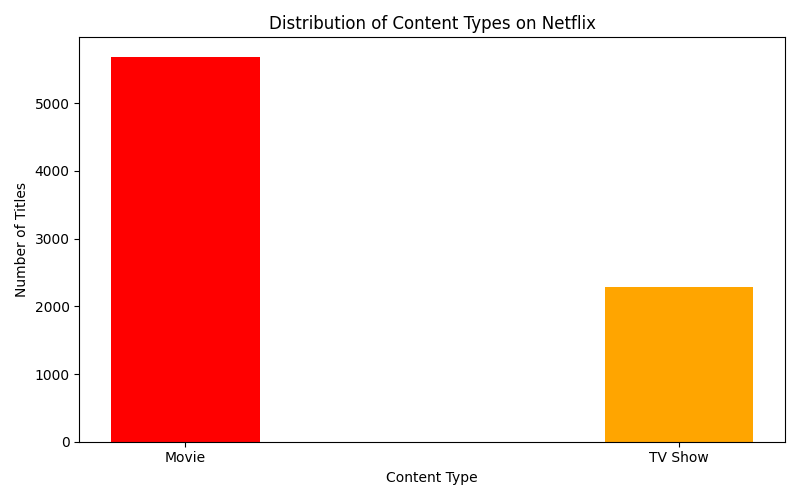 Distribution of Content Types on Netflix
Number of Titles
5000
4000
3000
2000
1000
0
Movie
TV Show
Content Type